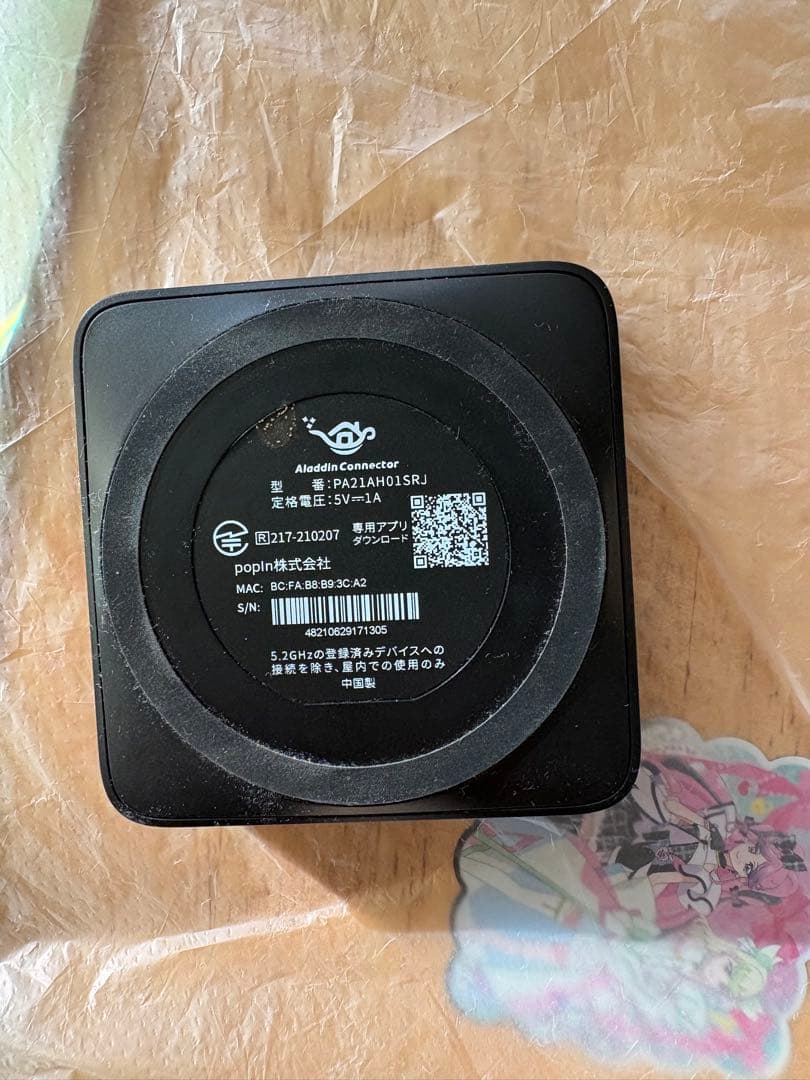 Aladdin Connector
型 番:PA21AH01SRJ
定格電圧:5V⎓1A
R 217-210207
専用アプリ
ダウンロード
popIn株式会社
MAC: BC:FA:B8:B9:3C:A2
S/N:
48210629171305
5.2GHzの登録済みデバイスへの
接続を除き、屋内での使用のみ
中国製